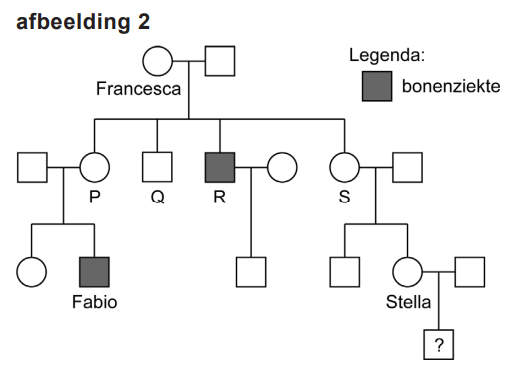 afbeelding 2
Legenda:
Francesca
bonenziekte
P
Q
R
S
Fabio
Stella
?